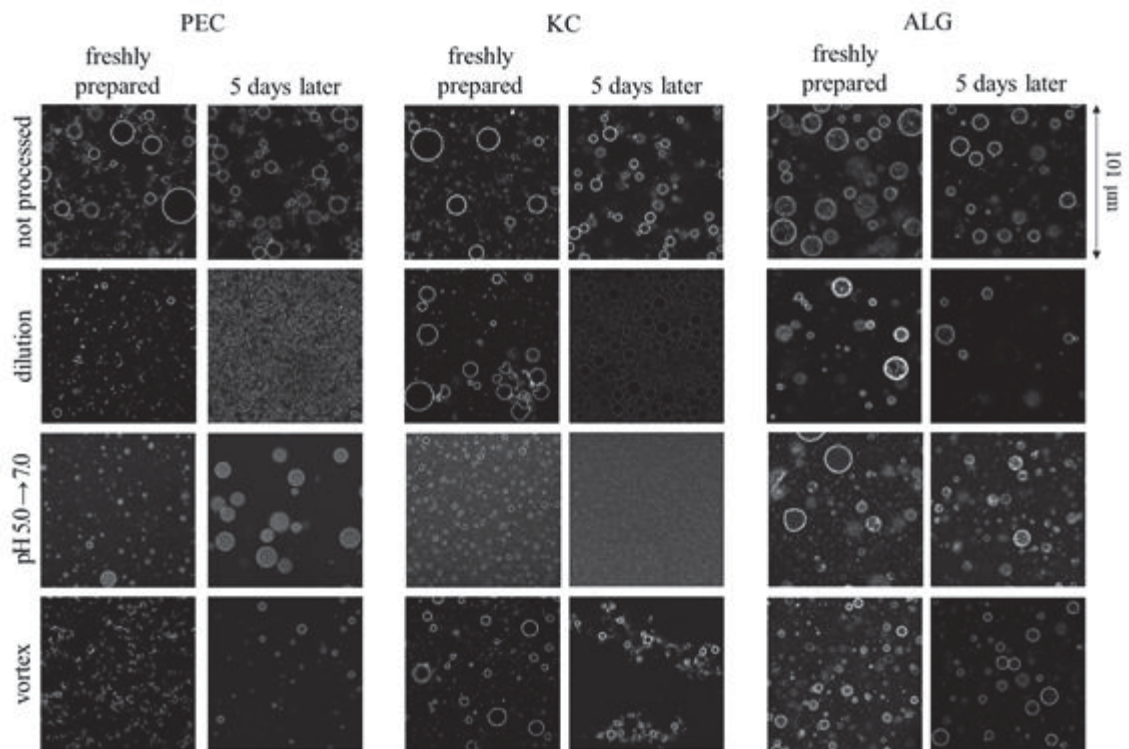 PEC KC ALG
freshly prepared 5 days later freshly prepared 5 days later freshly prepared 5 days later
not processed
101 µm
dilution
pH 5.0→7.0
vortex